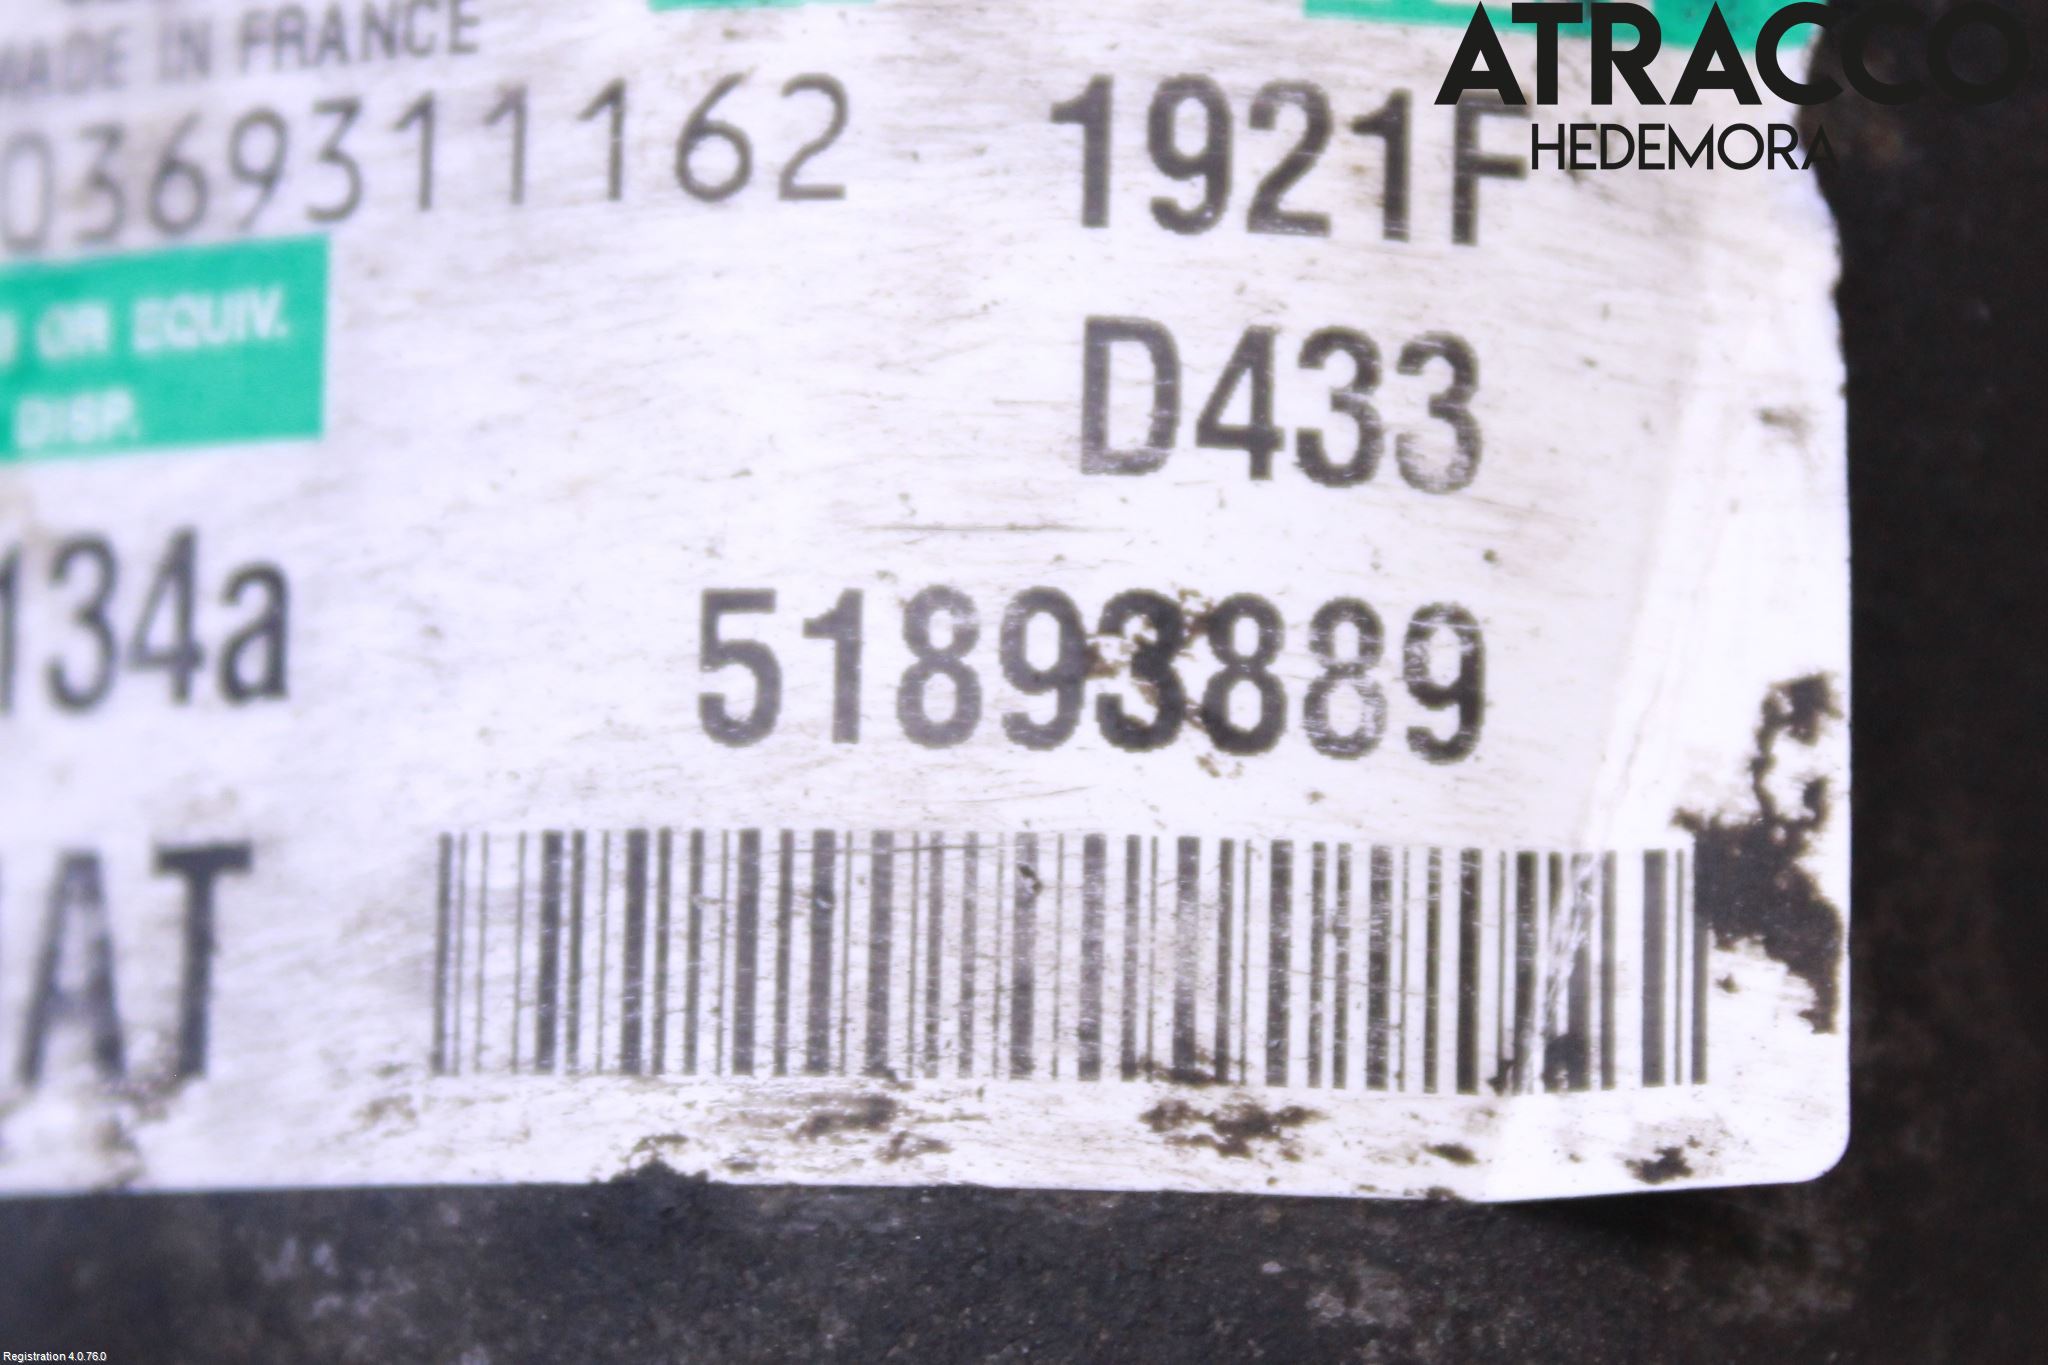 ATRACCO
HEDEMORA
MADE IN FRANCE
0369311162 1921F
OR EQUIV.
DISP.
D433
134a
51893889
IAT
Registration 4.0.76.0